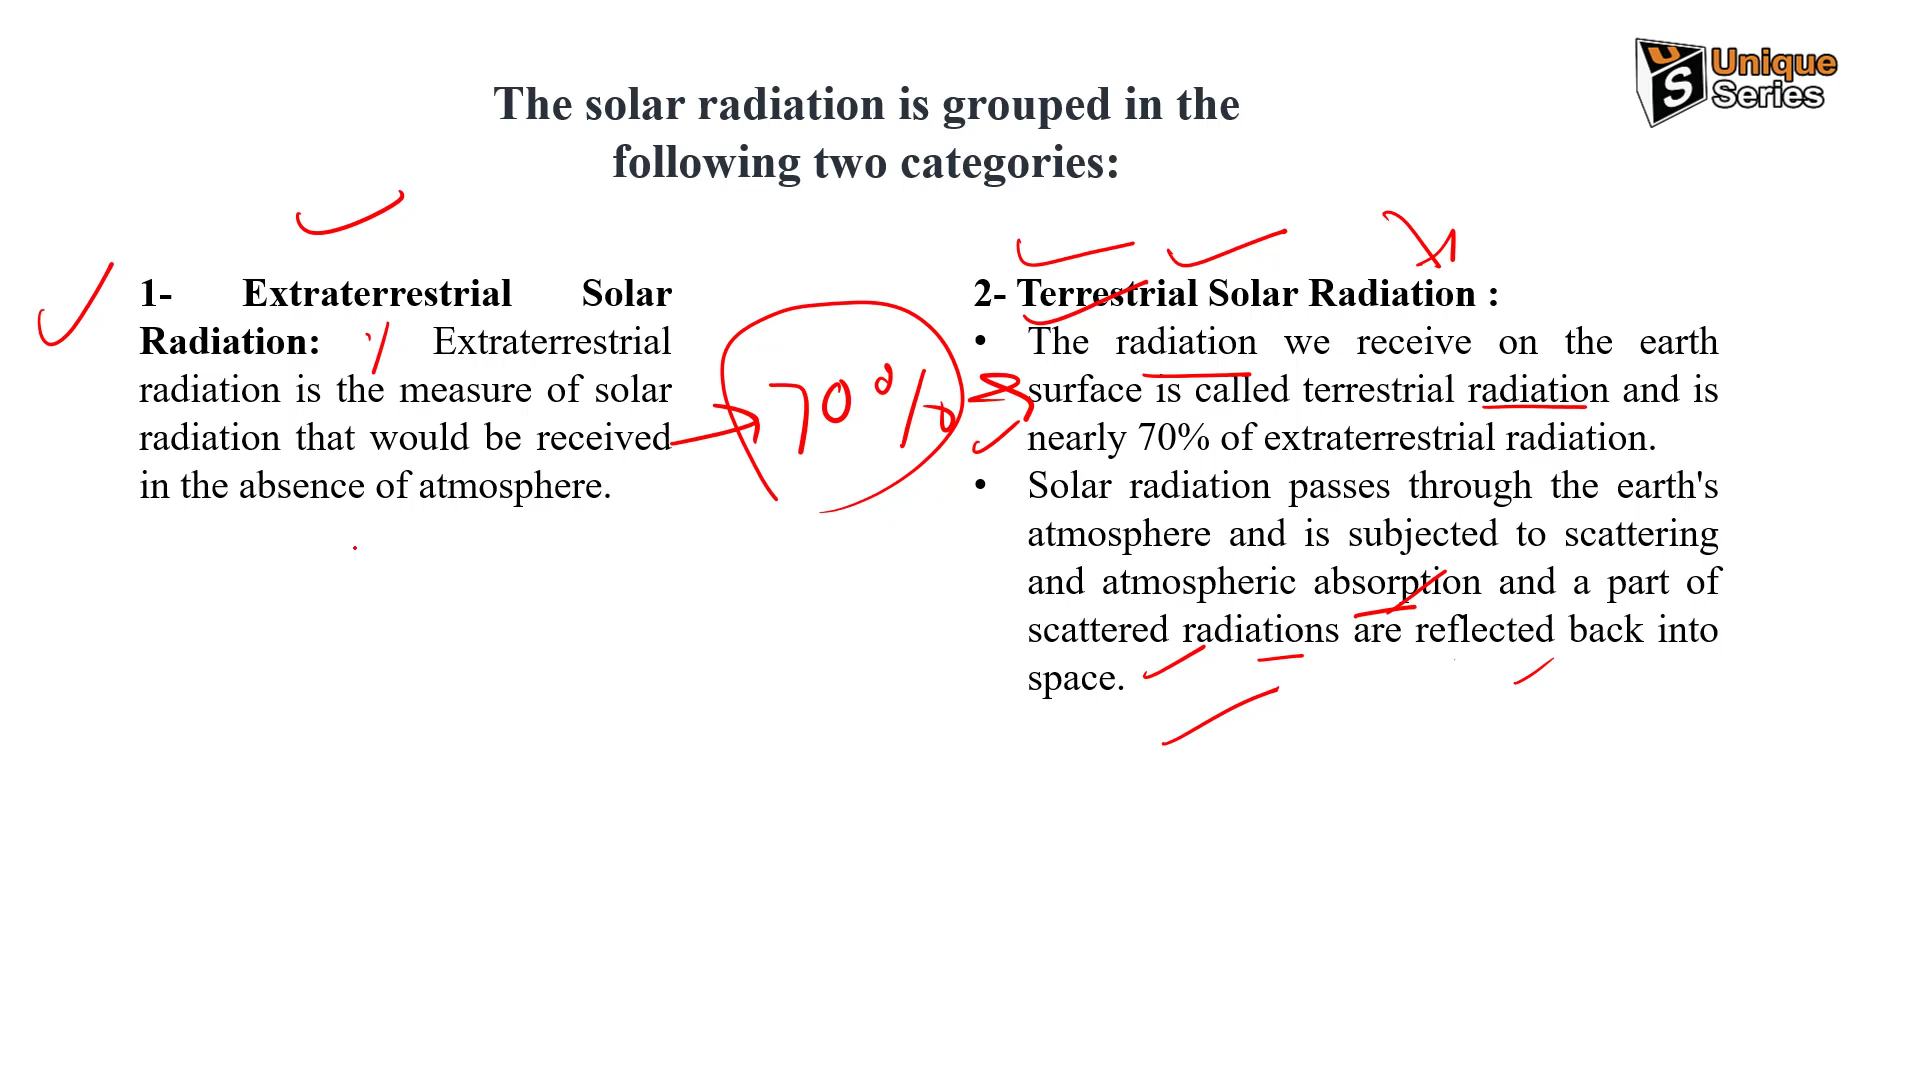 Unique
Series
The solar radiation is grouped in the
following two categories:
1- Extraterrestrial Solar
Radiation: Extraterrestrial
radiation is the measure of solar
radiation that would be received
in the absence of atmosphere.
70%
2- Terrestrial Solar Radiation :
• The radiation we receive on the earth
surface is called terrestrial radiation and is
nearly 70% of extraterrestrial radiation.
• Solar radiation passes through the earth's
atmosphere and is subjected to scattering
and atmospheric absorption and a part of
scattered radiations are reflected back into
space.